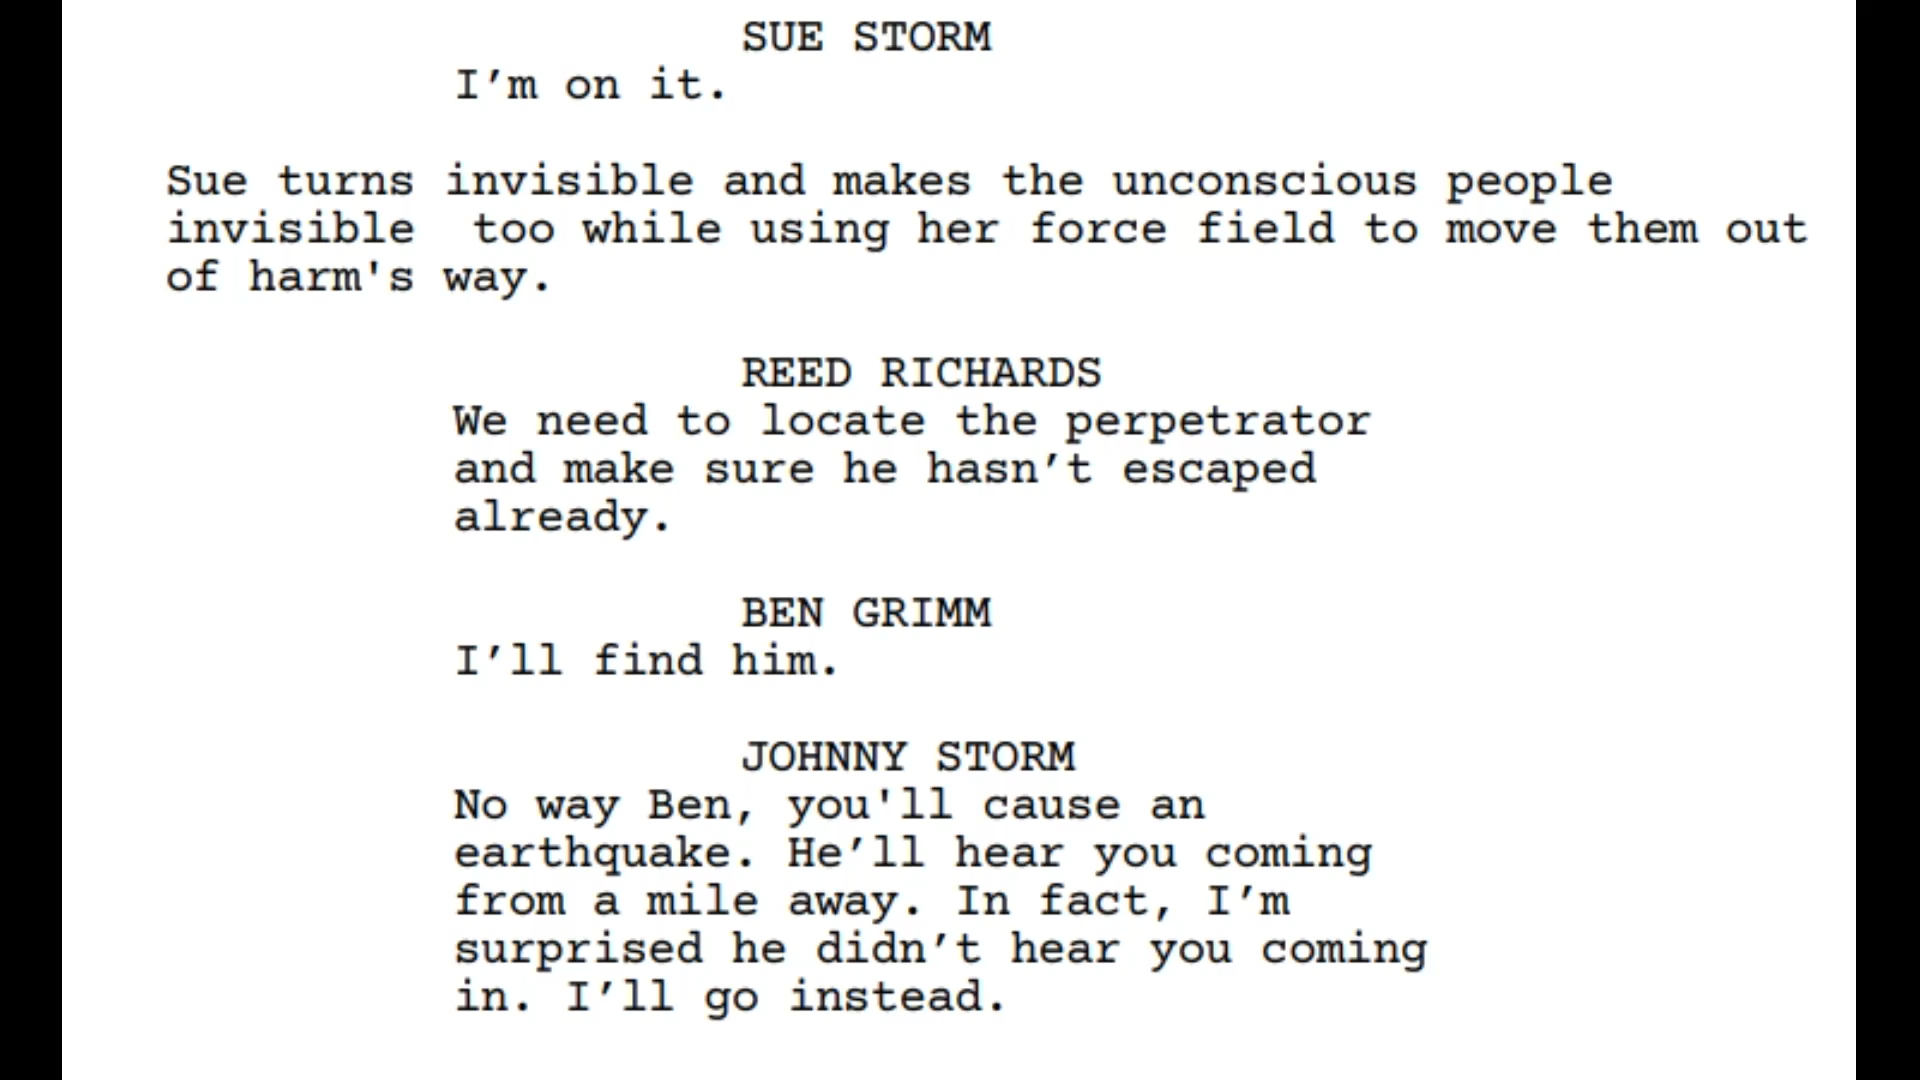 SUE STORM
I’m on it.
Sue turns invisible and makes the unconscious people
invisible  too while using her force field to move them out
of harm's way.
REED RICHARDS
We need to locate the perpetrator
and make sure he hasn’t escaped
already.
BEN GRIMM
I’ll find him.
JOHNNY STORM
No way Ben, you'll cause an
earthquake. He’ll hear you coming
from a mile away. In fact, I’m
surprised he didn’t hear you coming
in. I’ll go instead.